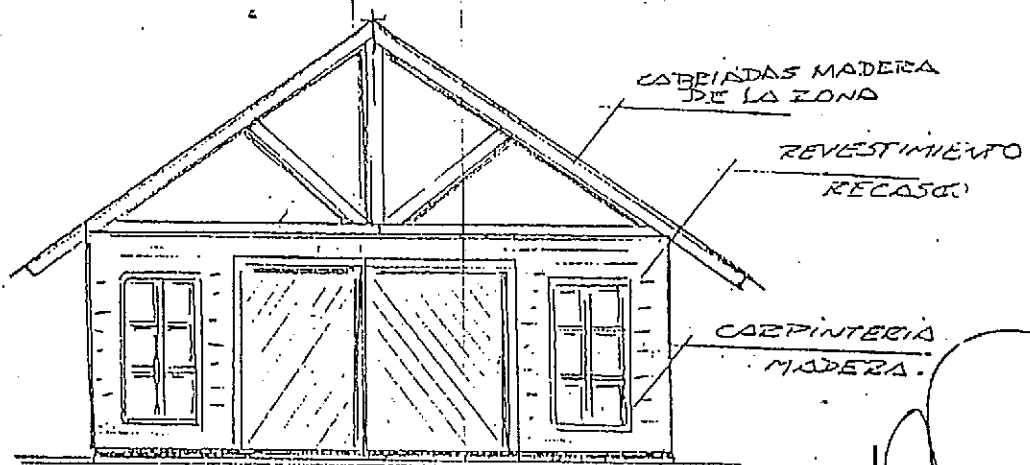 CABRIADAS MADERA
DE LA ZONA
REVESTIMIENTO
CARPINTERIA
MADERA.